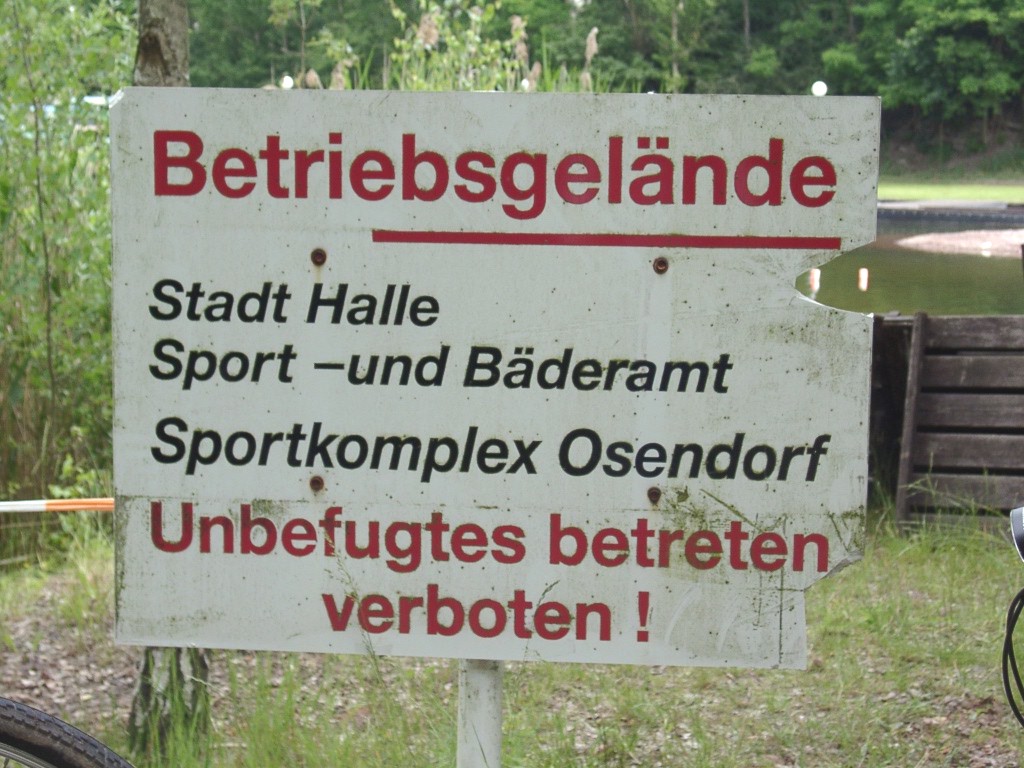 Betriebsgelände
Stadt Halle
Sport –und Bäderamt
Sportkomplex Osendorf
Unbefugtes betreten
verboten !